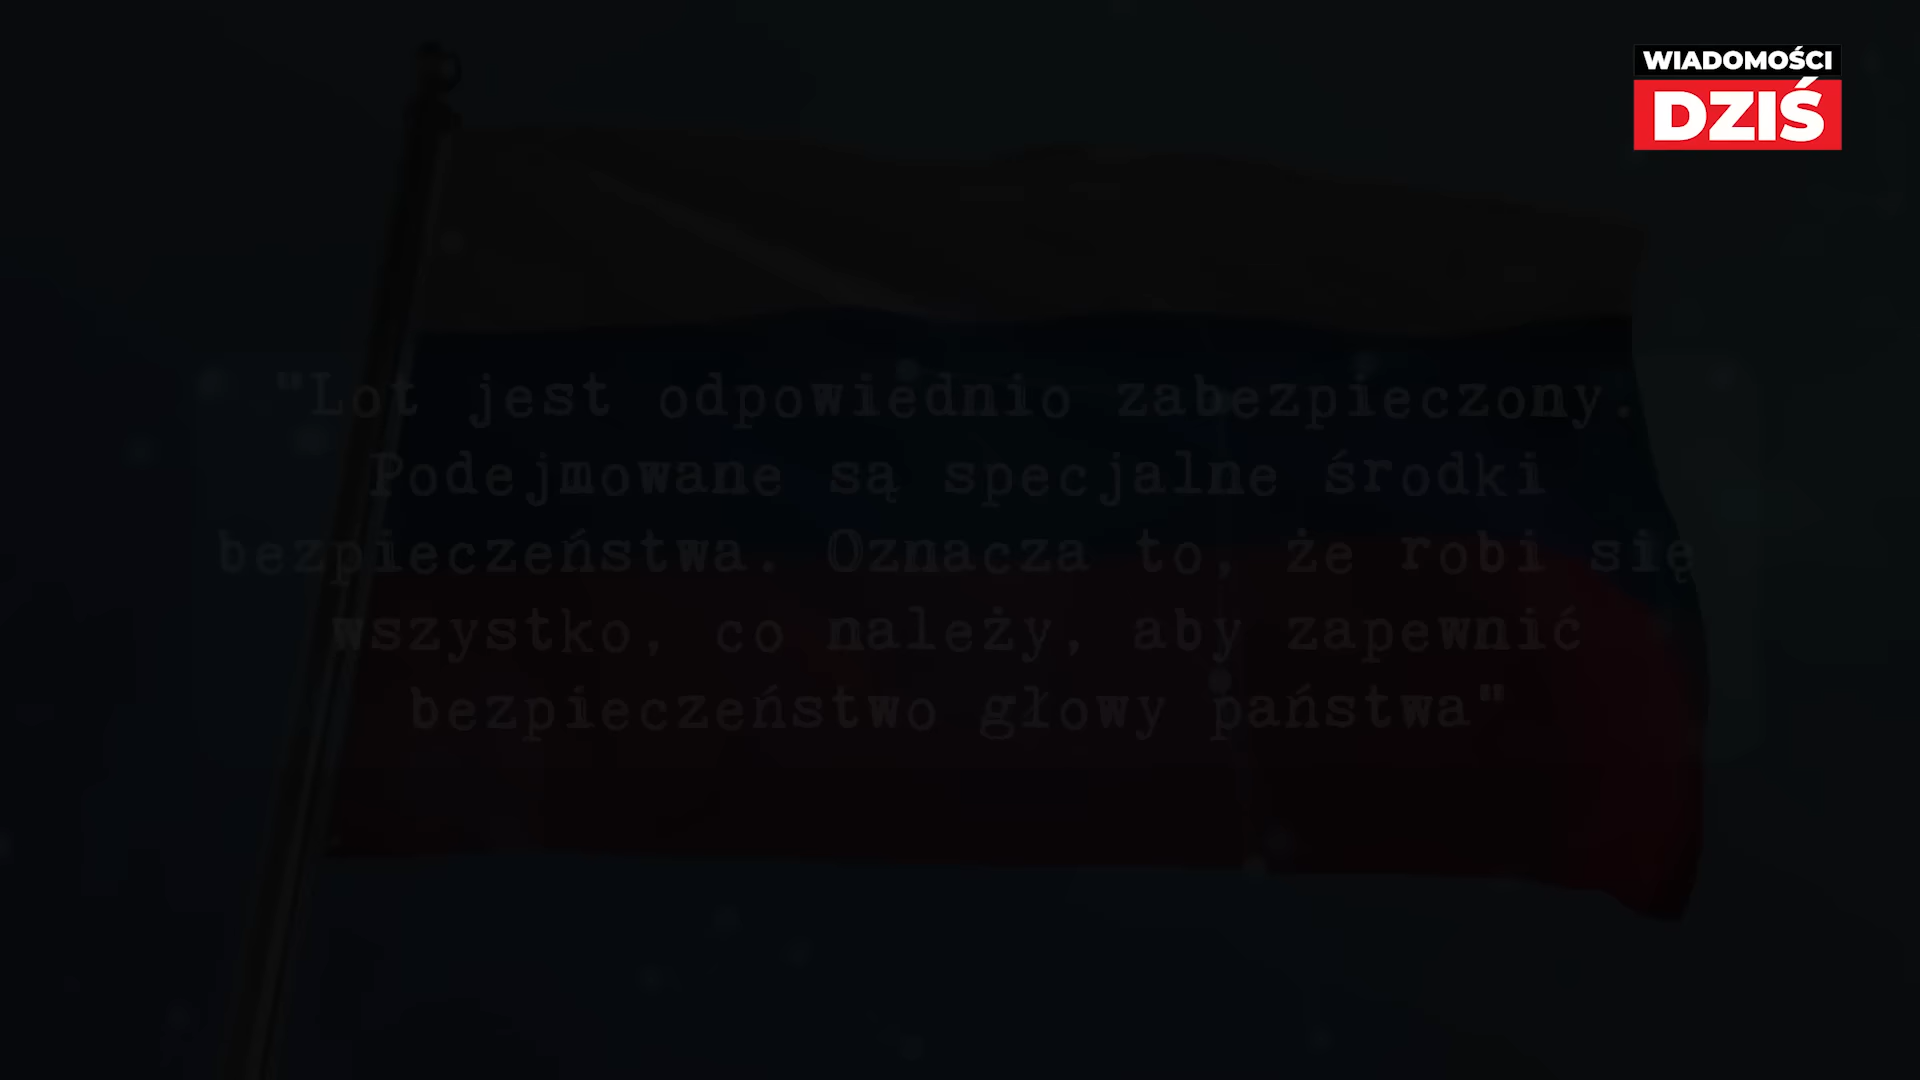 WIADOMOŚCI
DZIŚ
"Lot jest odpowiednio zabezpieczony.
Podejmowane są specjalne środki
bezpieczeństwa. Oznacza to, że robi się
wszystko, co należy, aby zapewnić
bezpieczeństwo głowy państwa"